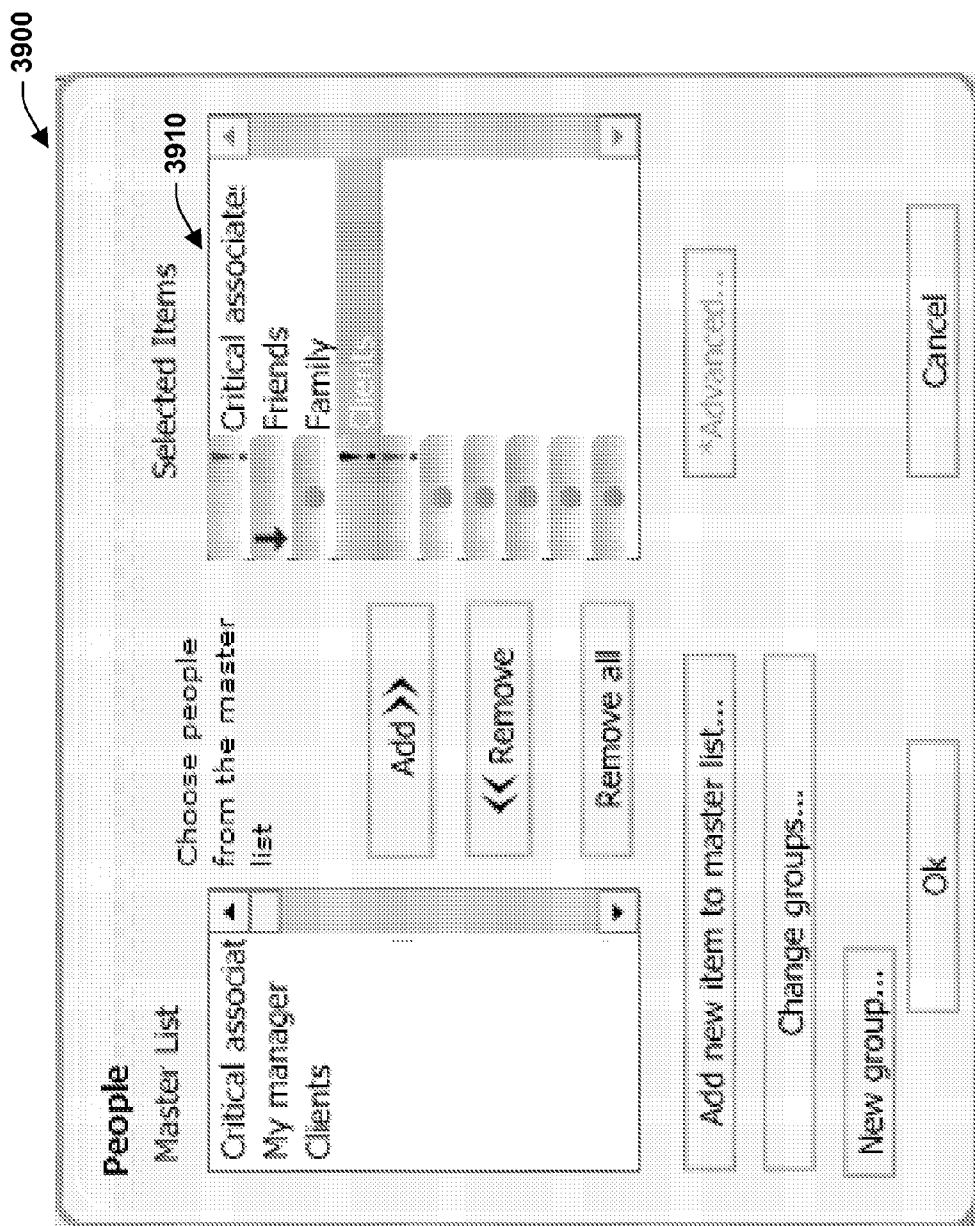 3900
People
Master List
Selected Items
3910
Choose people
from the master
list
Critical associat
My manager
Clients
Critical associate
Friends
Family
Clients
Add >>
<< Remove
Remove all
Add new item to master list...
*Advanced...
Change groups...
New group...
Ok
Cancel